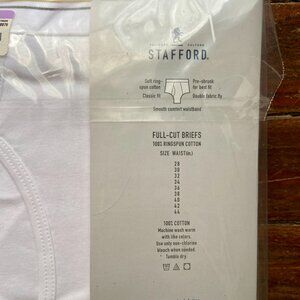 STAFFORD.
Soft ring-
spun cotton
Classic fit
Pre-shrunk
for best fit
Double fabric fly
Smooth comfort waistband
FULL-CUT BRIEFS
100% RINGSPUN COTTON
SIZE WAIST(in.)
28
30
32
34
36
38
40
42
44
100% COTTON
Machine wash warm
with like colors.
Use only non-chlorine
bleach when needed.
Tumble dry.